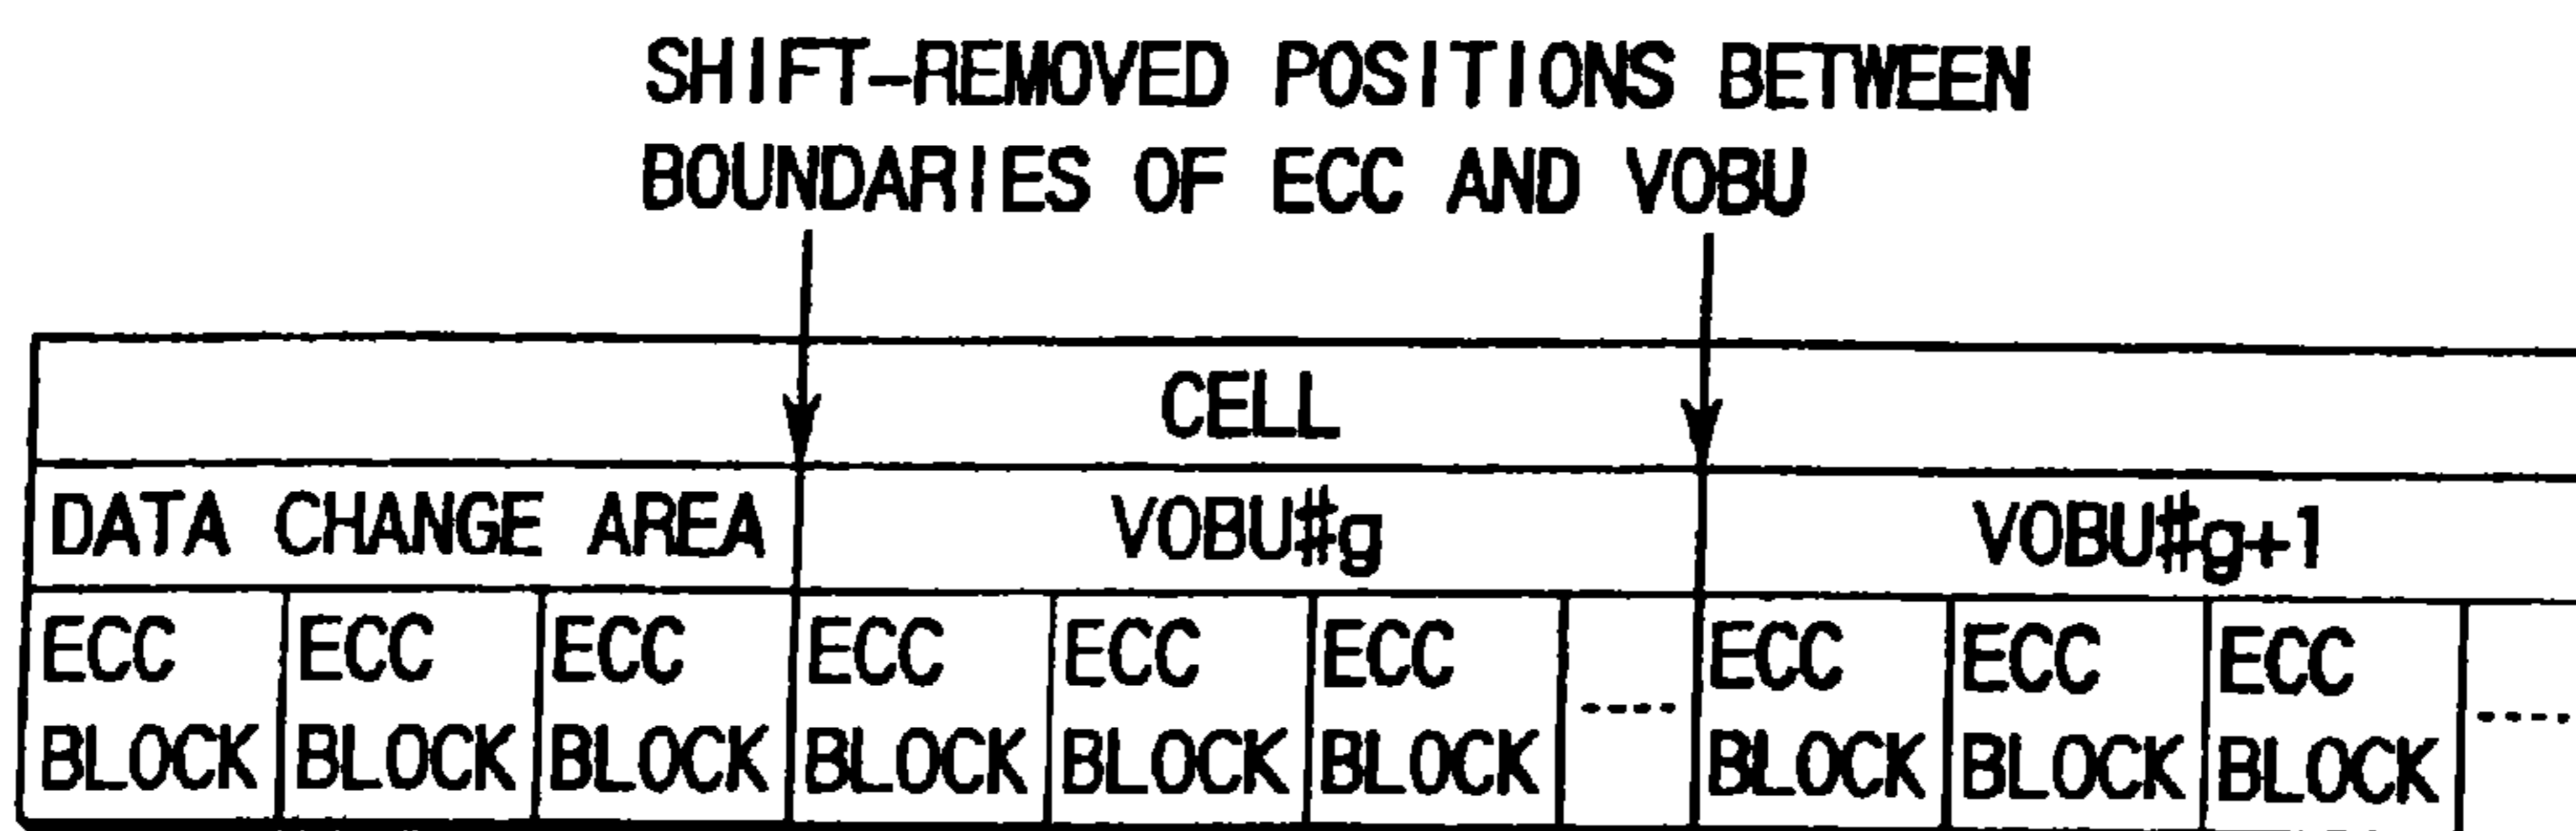 SHIFT-REMOVED POSITIONS BETWEEN
BOUNDARIES OF ECC AND VOBU
CELL
DATA CHANGE AREA VOBU#g VOBU#g+1
ECC ECC ECC ECC ECC ECC ECC ECC ECC
BLOCK BLOCK BLOCK BLOCK BLOCK BLOCK ---- BLOCK BLOCK BLOCK ----